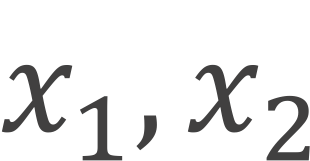 x₁, x₂